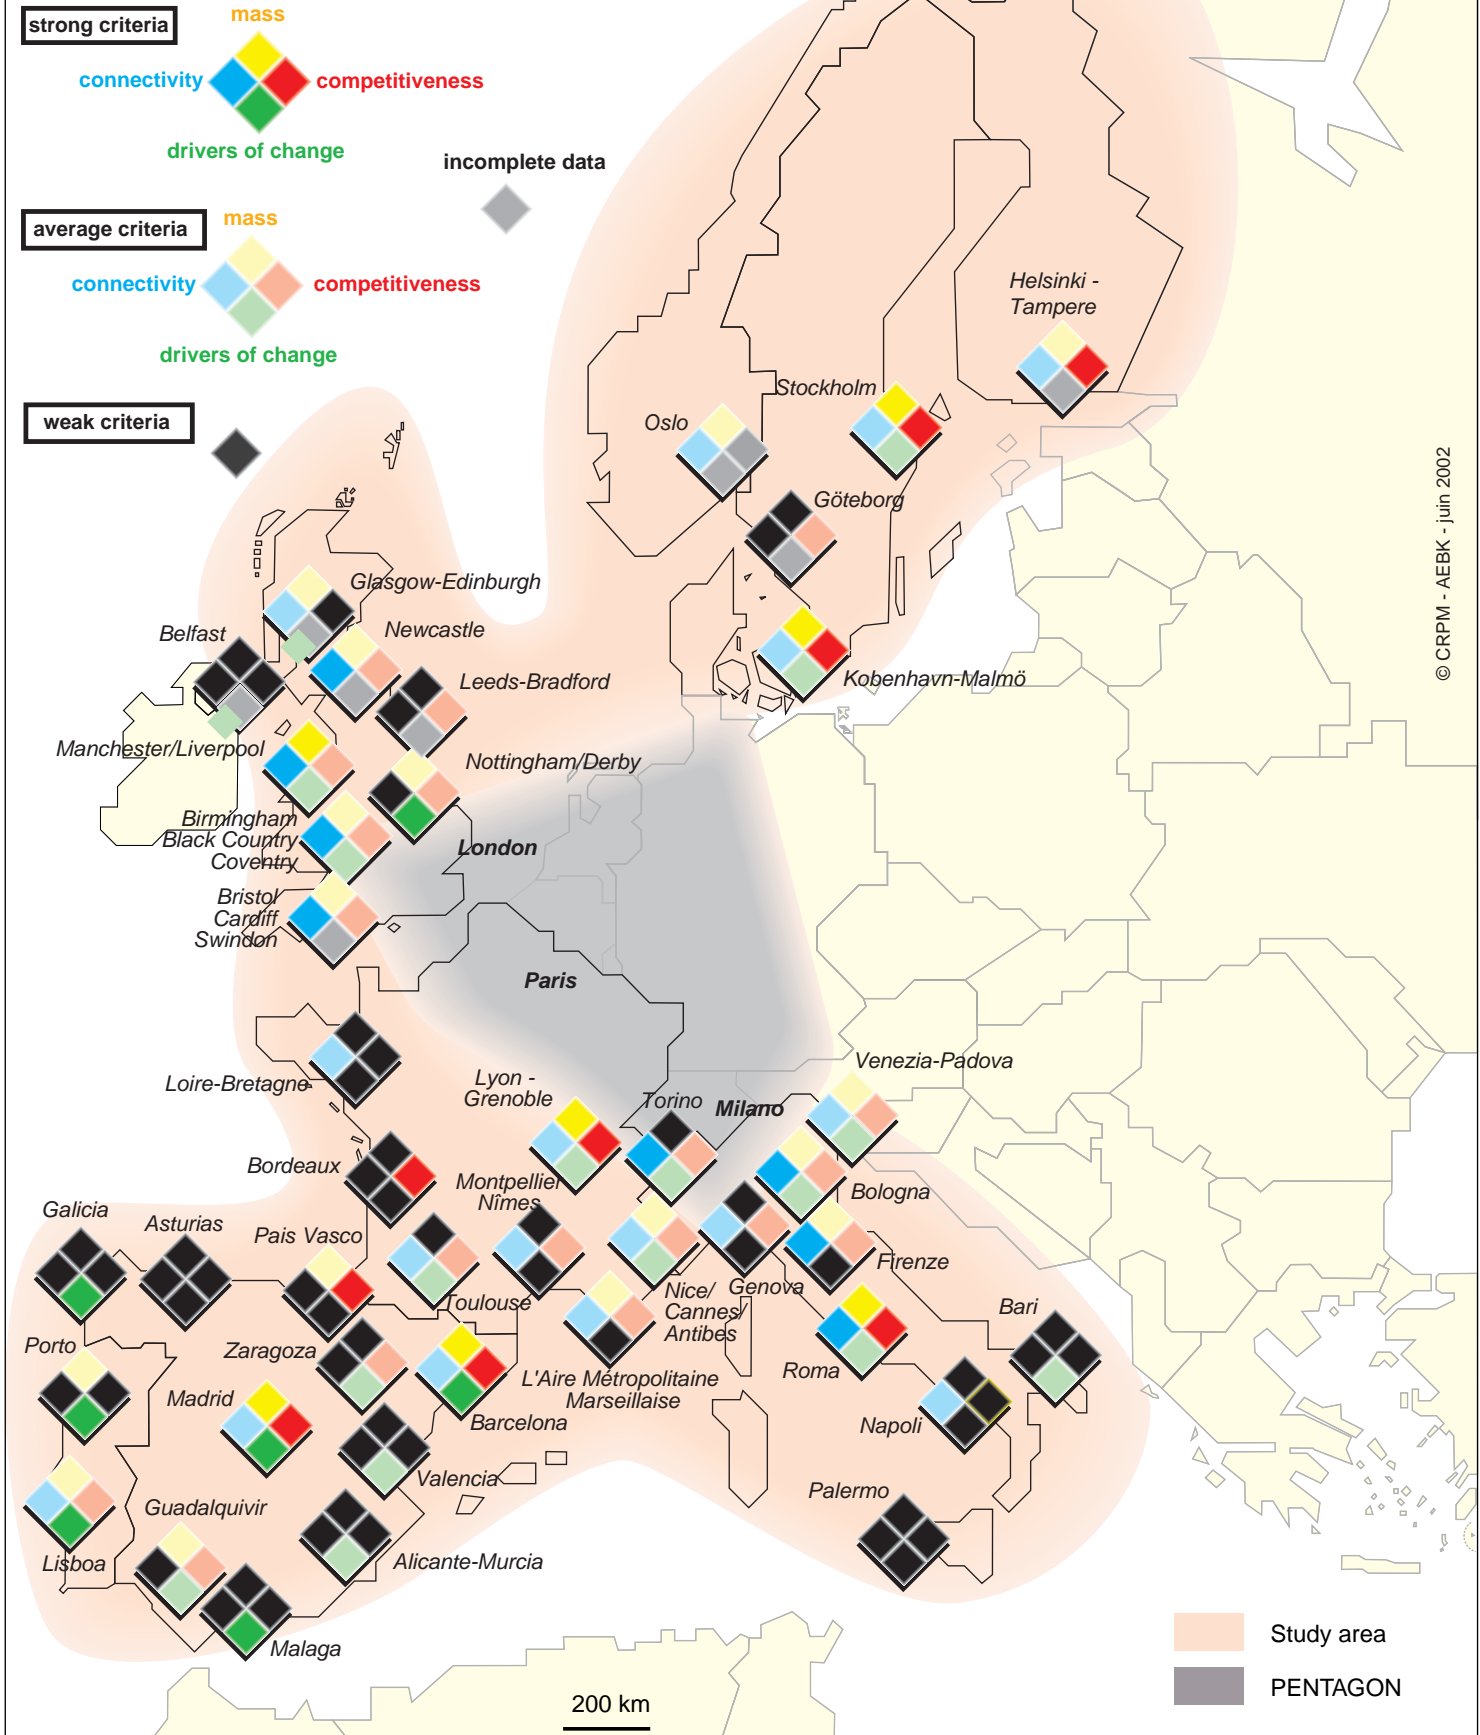 strong criteria
mass
connectivity
competitiveness
drivers of change
incomplete data
average criteria
mass
connectivity
competitiveness
drivers of change
weak criteria
Helsinki -
Tampere
Stockholm
Oslo
Göteborg
© CRPM - AEBK - juin 2002
Glasgow-Edinburgh
Belfast
Newcastle
Leeds-Bradford
Kobenhavn-Malmö
Manchester/Liverpool
Nottingham/Derby
Birmingham
Black Country
Coventry
London
Bristol
Cardiff
Swindon
Paris
Loire-Bretagne
Lyon -
Grenoble
Torino
Milano
Venezia-Padova
Bordeaux
Montpellier
Nîmes
Bologna
Galicia
Asturias
Pais Vasco
Toulouse
Nice/
Cannes/
Antibes
Genova
Firenze
Bari
Porto
Zaragoza
Madrid
Barcelona
L'Aire Métropolitaine
Marseillaise
Roma
Napoli
Valencia
Palermo
Guadalquivir
Lisboa
Alicante-Murcia
Malaga
Study area
PENTAGON
200 km